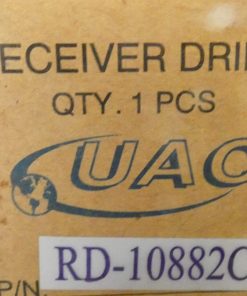 ECEIVER DRI
QTY. 1 PCS
UAC
RD-10882C
P/N.